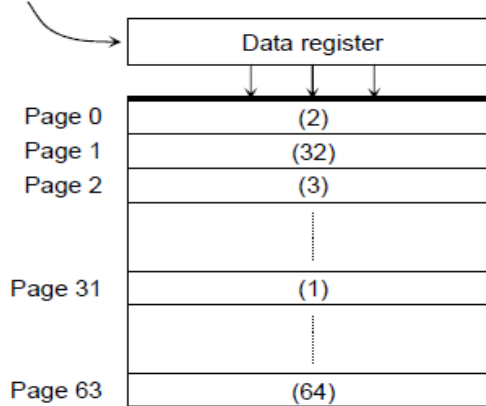 Data register
Page 0 (2)
Page 1 (32)
Page 2 (3)
Page 31 (1)
Page 63 (64)